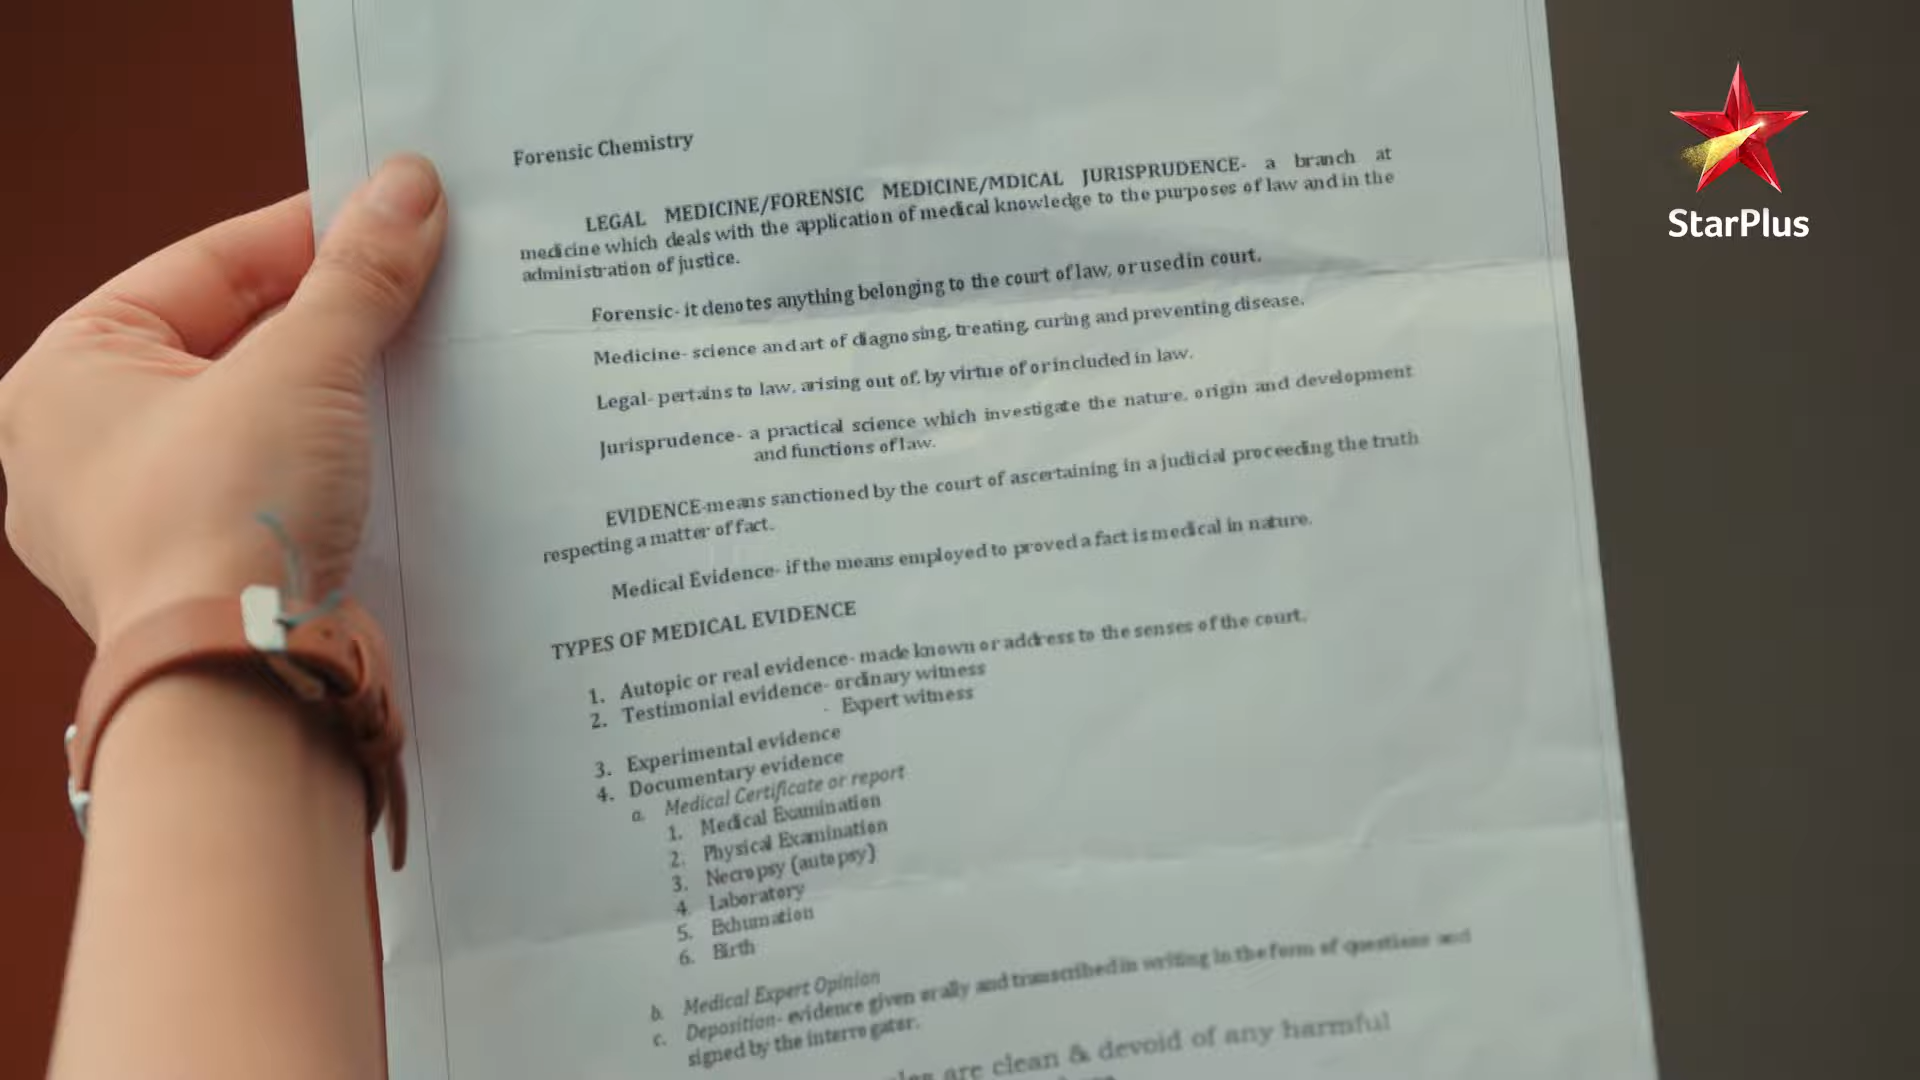 Forensic Chemistry
LEGAL MEDICINE/FORENSIC MEDICINE/MDICAL JURISPRUDENCE- a branch at
medicine which deals with the application of medical knowledge to the purposes of law and in the
administration of justice.
Forensic- it denotes anything belonging to the court of law, or used in court.
Medicine- science and art of diagnosing, treating, curing and preventing disease.
Legal- pertains to law, arising out of, by virtue of or included in law.
Jurisprudence- a practical science which investigate the nature, origin and development
and functions of law.
EVIDENCE-means sanctioned by the court of ascertaining in a judicial proceeding the truth
respecting a matter of fact.
Medical Evidence- if the means employed to proved a fact is medical in nature.
TYPES OF MEDICAL EVIDENCE
1. Autopic or real evidence- made known or address to the senses of the court.
2. Testimonial evidence- ordinary witness
- Expert witness
3. Experimental evidence
4. Documentary evidence
a. Medical Certificate or report
1. Medical Examination
2. Physical Examination
3. Necropsy (autopsy)
4. Laboratory
5. Exhumation
6. Birth
b. Medical Expert Opinion
c. Deposition- evidence given orally and transcribed in writing in the form of questions and
signed by the interrogater.
are clean & devoid of any harmful
StarPlus